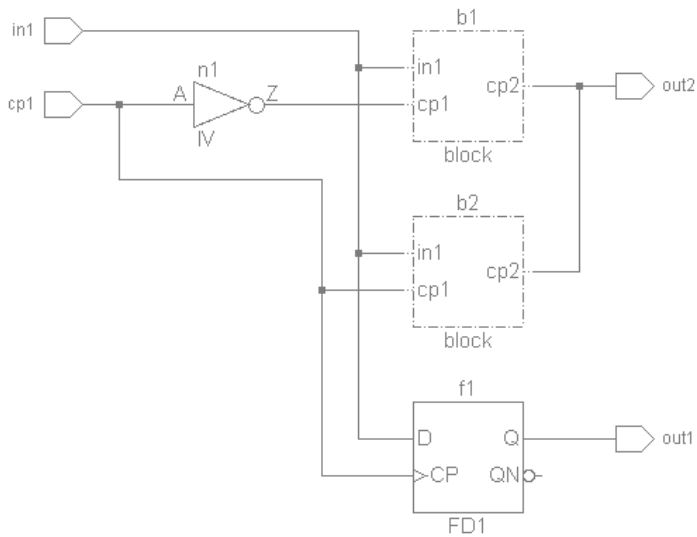 in1
b1
in1
cp2
out2
n1
cp1
A
Z
cp1
IV
block
b2
in1
cp2
cp1
block
f1
D
Q
out1
CP
QN
FD1